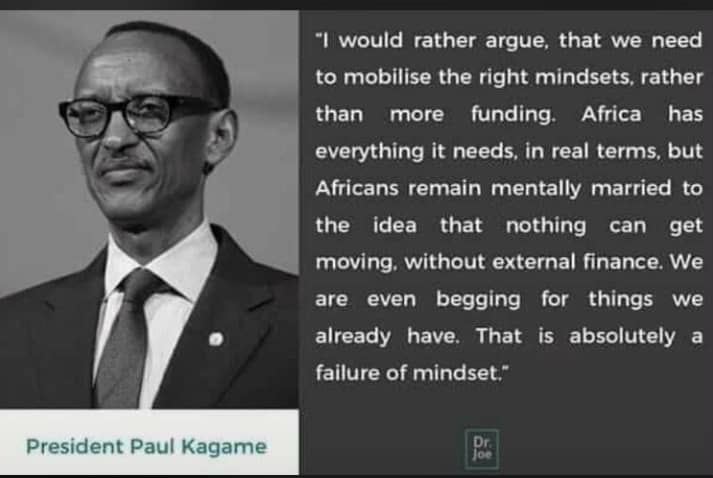 “I would rather argue, that we need
to mobilise the right mindsets, rather
than more funding. Africa has
everything it needs, in real terms, but
Africans remain mentally married to
the idea that nothing can get
moving, without external finance. We
are even begging for things we
already have. That is absolutely a
failure of mindset.”
President Paul Kagame
Dr.
Joe